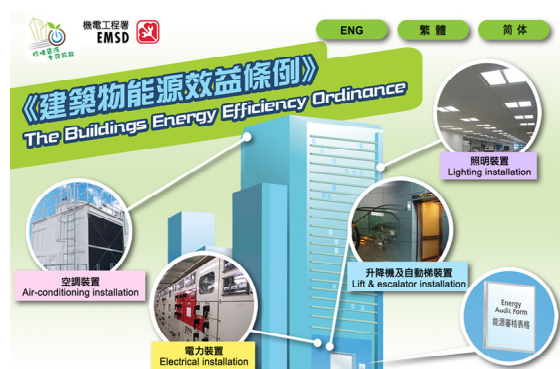 機電工程署
EMSD
ENG
繁 體
简 体
《建築物能源效益條例》
The Buildings Energy Efficiency Ordinance
照明裝置
Lighting installation
空調裝置
Air-conditioning installation
升降機及自動梯裝置
Lift & escalator installation
電力裝置
Electrical installation
Energy
Audit Form
能源審核表格